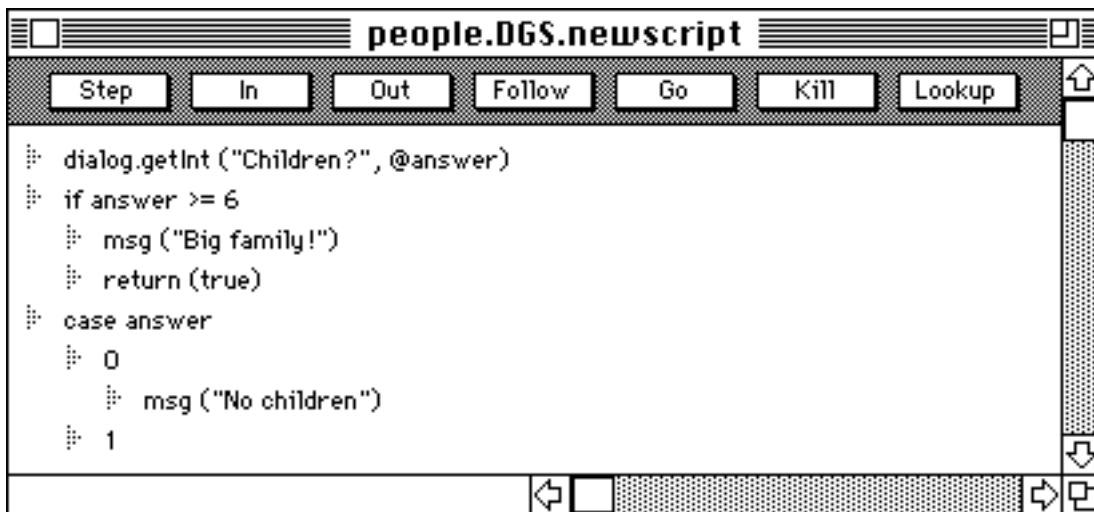 people.DGS.newscript
Step In Out Follow Go Kill Lookup
dialog.getInt ("Children?", @answer)
if answer >= 6
msg ("Big family!")
return (true)
case answer
0
msg ("No children")
1